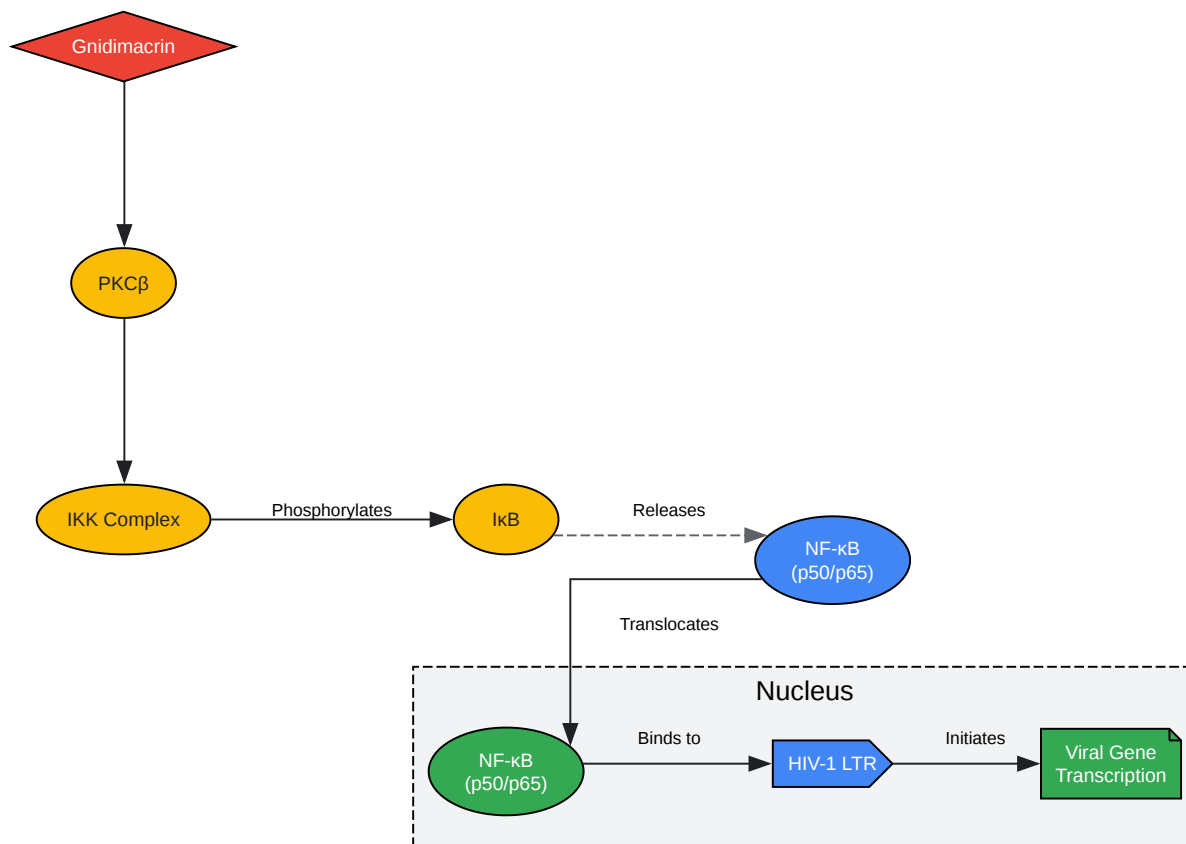 Gnidimacrin
PKCβ
IKK Complex
Phosphorylates
IκB
Releases
NF-κB
(p50/p65)
Translocates
Nucleus
NF-κB
(p50/p65)
Binds to
HIV-1 LTR
Initiates
Viral Gene
Transcription